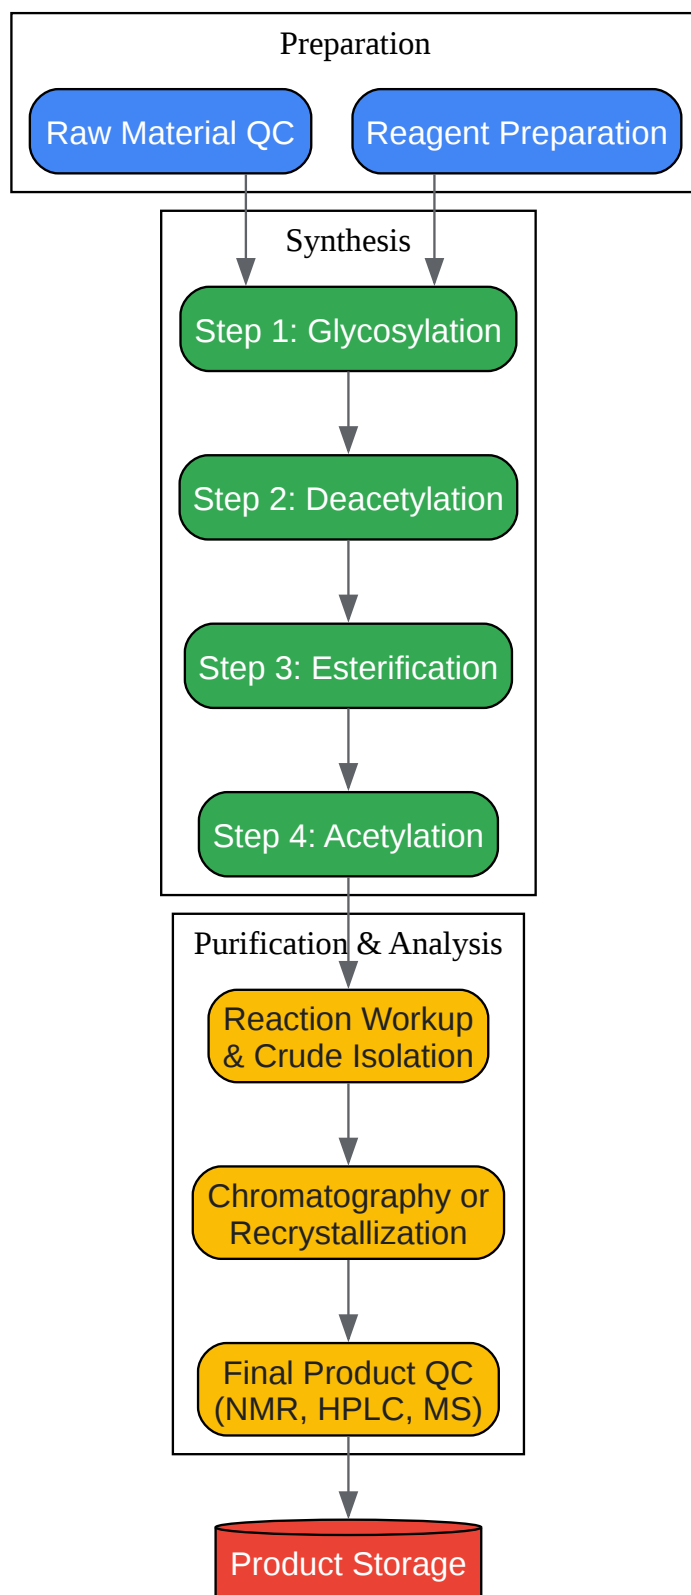 Preparation
Raw Material QC
Reagent Preparation
Synthesis
Step 1: Glycosylation
Step 2: Deacetylation
Step 3: Esterification
Step 4: Acetylation
Purification & Analysis
Reaction Workup
& Crude Isolation
Chromatography or
Recrystallization
Final Product QC
(NMR, HPLC, MS)
Product Storage